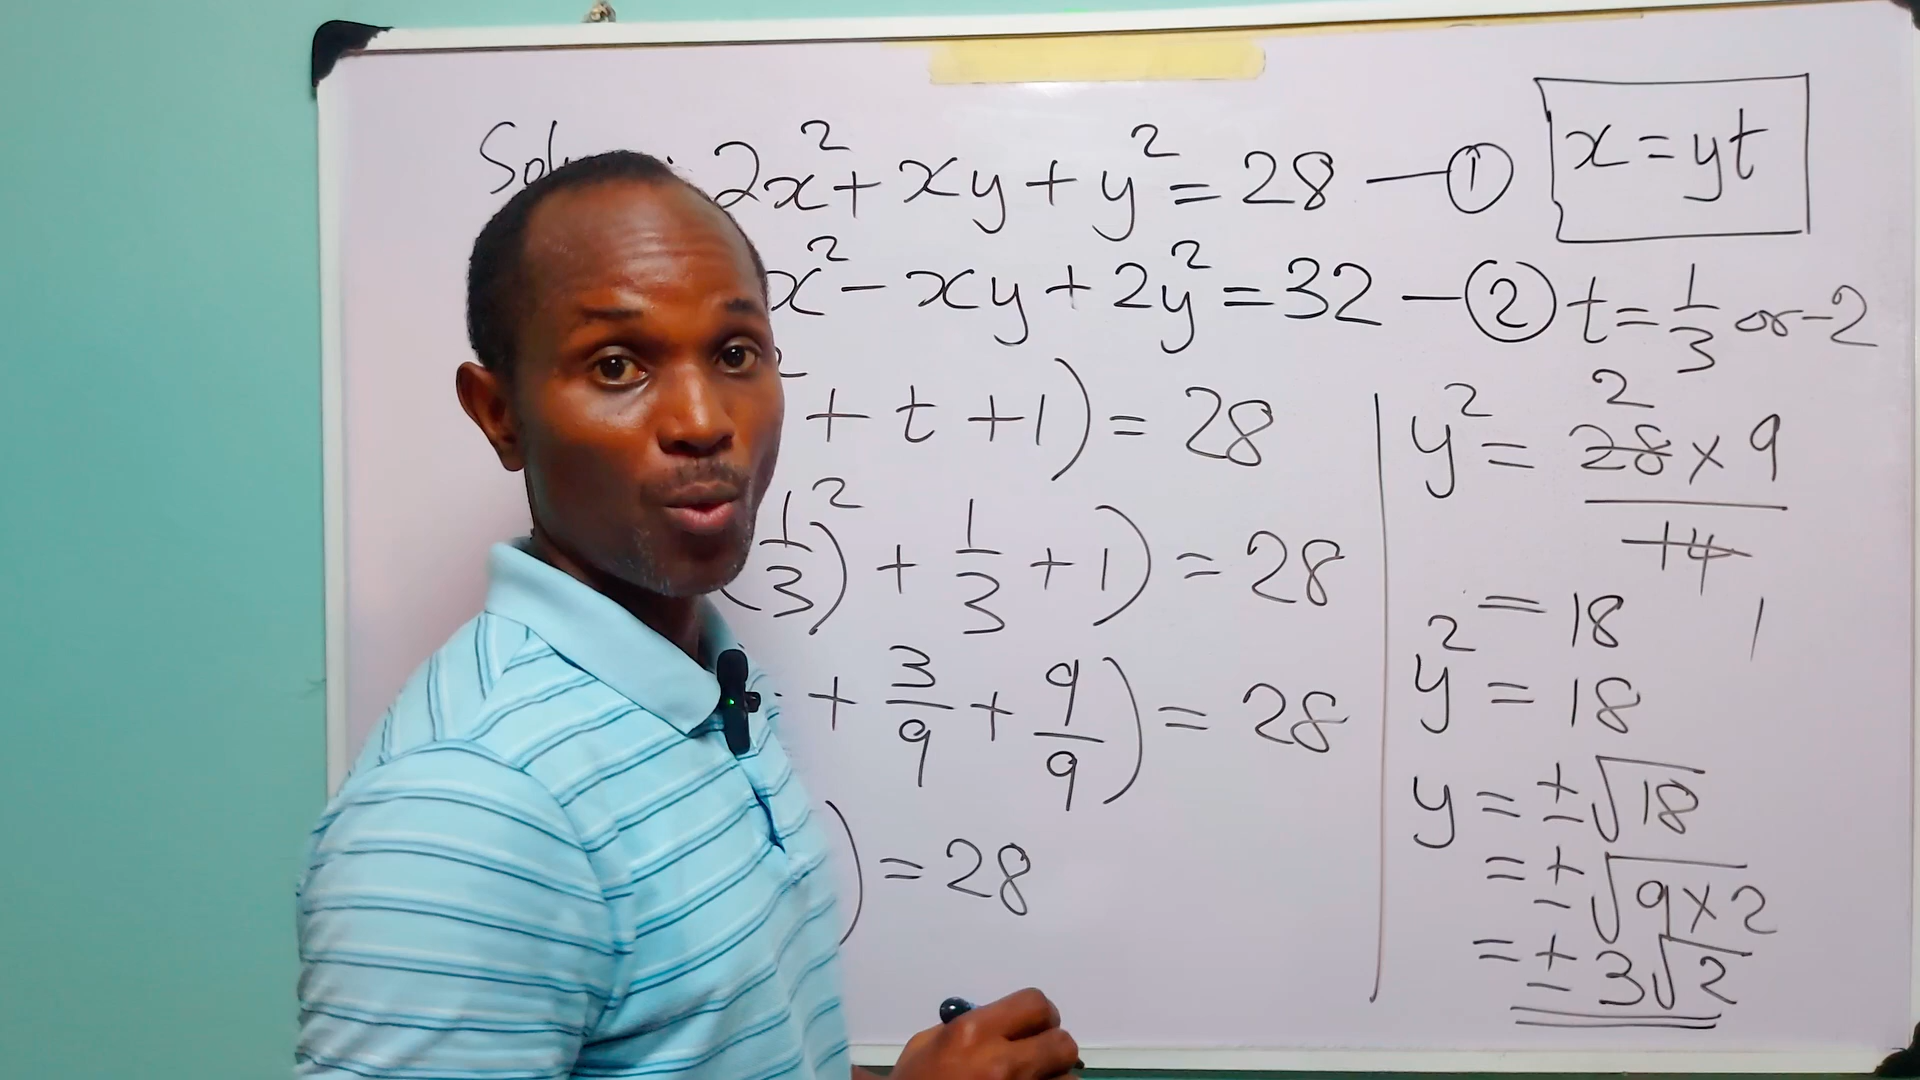 2x² + xy + y² = 28 — ①
x = yt
x² - xy + 2y² = 32 — ②
t = 1/3 or -2
+ t + 1) = 28
(1/3)² + 1/3 + 1) = 28
+ 3/9 + 9/9) = 28
) = 28
y² = 28 × 9 / 14
2
1
= 18
y² = 18
y = ±√18
= ±√9×2
= ±3√2